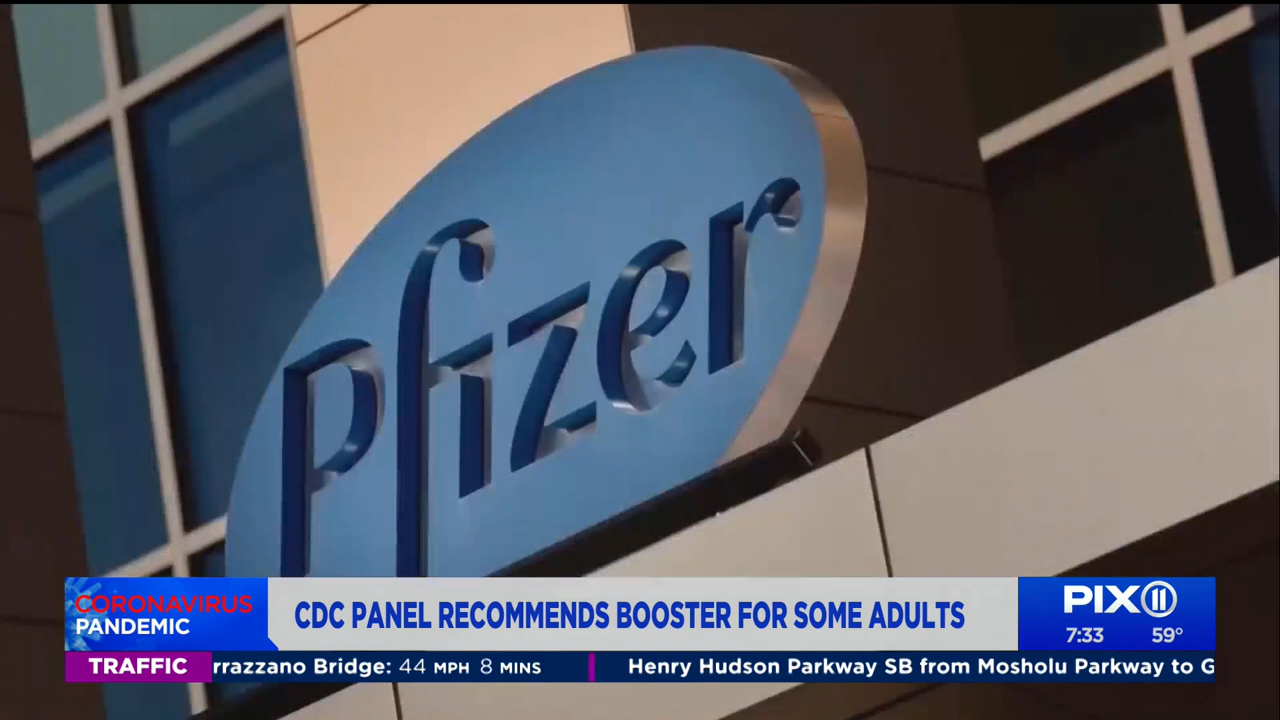 Pfizer
CORONAVIRUS
PANDEMIC
CDC PANEL RECOMMENDS BOOSTER FOR SOME ADULTS
PIX11
7:33 59°
TRAFFIC
rrazzano Bridge: 44 MPH 8 MINS
Henry Hudson Parkway SB from Mosholu Parkway to G